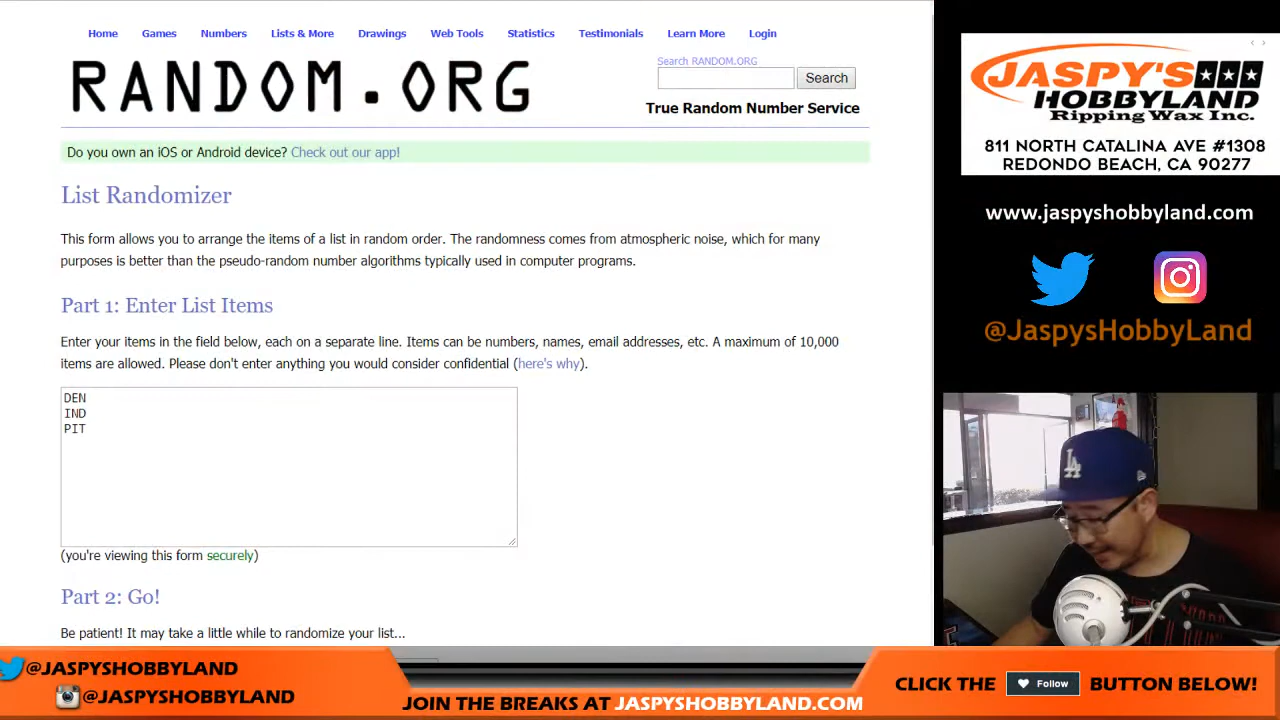 Home Games Numbers Lists & More Drawings Web Tools Statistics Testimonials Learn More Login
RANDOM.ORG
Search RANDOM.ORG
Search
True Random Number Service
Do you own an iOS or Android device? Check out our app!
List Randomizer
This form allows you to arrange the items of a list in random order. The randomness comes from atmospheric noise, which for many
purposes is better than the pseudo-random number algorithms typically used in computer programs.
Part 1: Enter List Items
Enter your items in the field below, each on a separate line. Items can be numbers, names, email addresses, etc. A maximum of 10,000
items are allowed. Please don't enter anything you would consider confidential (here's why).
DEN
IND
PIT
(you're viewing this form securely)
Part 2: Go!
Be patient! It may take a little while to randomize your list...
JASPY'S
HOBBYLAND
Ripping Wax Inc.
811 NORTH CATALINA AVE #1308
REDONDO BEACH, CA 90277
www.jaspyshobbyland.com
@JaspysHobbyLand
LA
@JASPYSHOBBYLAND
@JASPYSHOBBYLAND
JOIN THE BREAKS AT JASPYSHOBBYLAND.COM
CLICK THE Follow BUTTON BELOW!